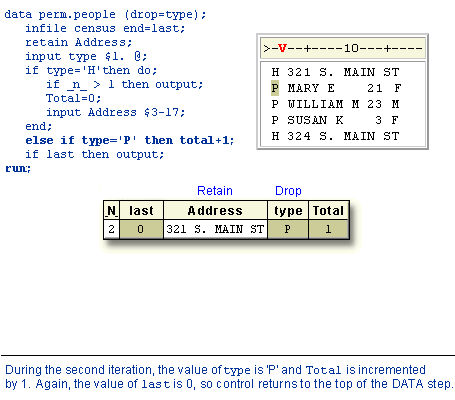 data perm.people (drop=type);
infile census end=last;
retain Address;
input type $1. @;
if type='H'then do;
if _n_ > 1 then output;
Total=0;
input Address $3-17;
end;
else if type='P' then total+1;
if last then output;
run;
>-V--+----10---+----
H 321 S. MAIN ST
P MARY E    21  F
P WILLIAM M 23 M
P SUSAN K    3 F
H 324 S. MAIN ST
Retain Drop
_N_ last Address type Total
2 0 321 S. MAIN ST P 1
During the second iteration, the value of type is 'P' and Total is incremented
by 1. Again, the value of last is 0, so control returns to the top of the DATA step.